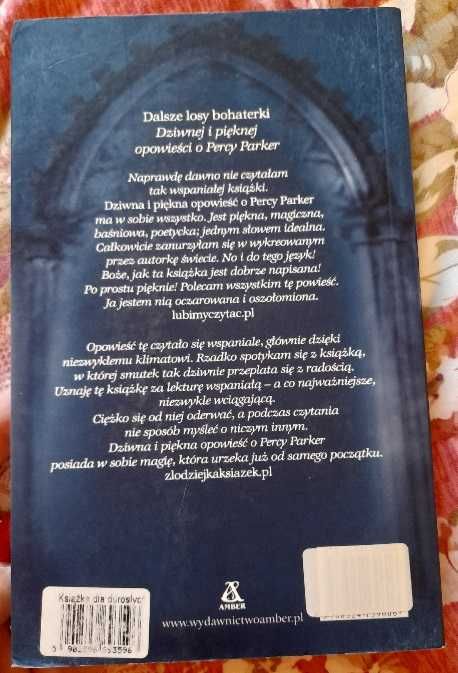 Dalsze losy bohaterki
Dziwnej i pięknej
opowieści o Percy Parker
Naprawdę dawno nie czytałam
tak wspaniałej książki.
Dziwna i piękna opowieść o Percy Parker
ma w sobie wszystko. Jest piękna, magiczna,
baśniowa, poetycka; jednym słowem idealna.
Całkowicie zanurzyłam się w wykreowanym
przez autorkę świecie. No i do tego język!
Boże, jak ta książka jest dobrze napisana!
Po prostu pięknie! Polecam wszystkim tę powieść.
Ja jestem nią oczarowana i oszołomiona.
lubimyczytac.pl
Opowieść tę czytało się wspaniale, głównie dzięki
niezwykłemu klimatowi. Rzadko spotykam się z książką,
w której smutek tak dziwnie przeplata się z radością.
Uznaję tę książkę za lekturę wspaniałą – a co najważniejsze,
niezwykle wciągającą.
Ciężko się od niej oderwać, a podczas czytania
nie sposób myśleć o niczym innym.
Dziwna i piękna opowieść o Percy Parker
posiada w sobie magię, która urzeka już od samego początku.
zlodziejkaksiazek.pl
Książka dla
AMBER
www.wydawnictwoamber.pl